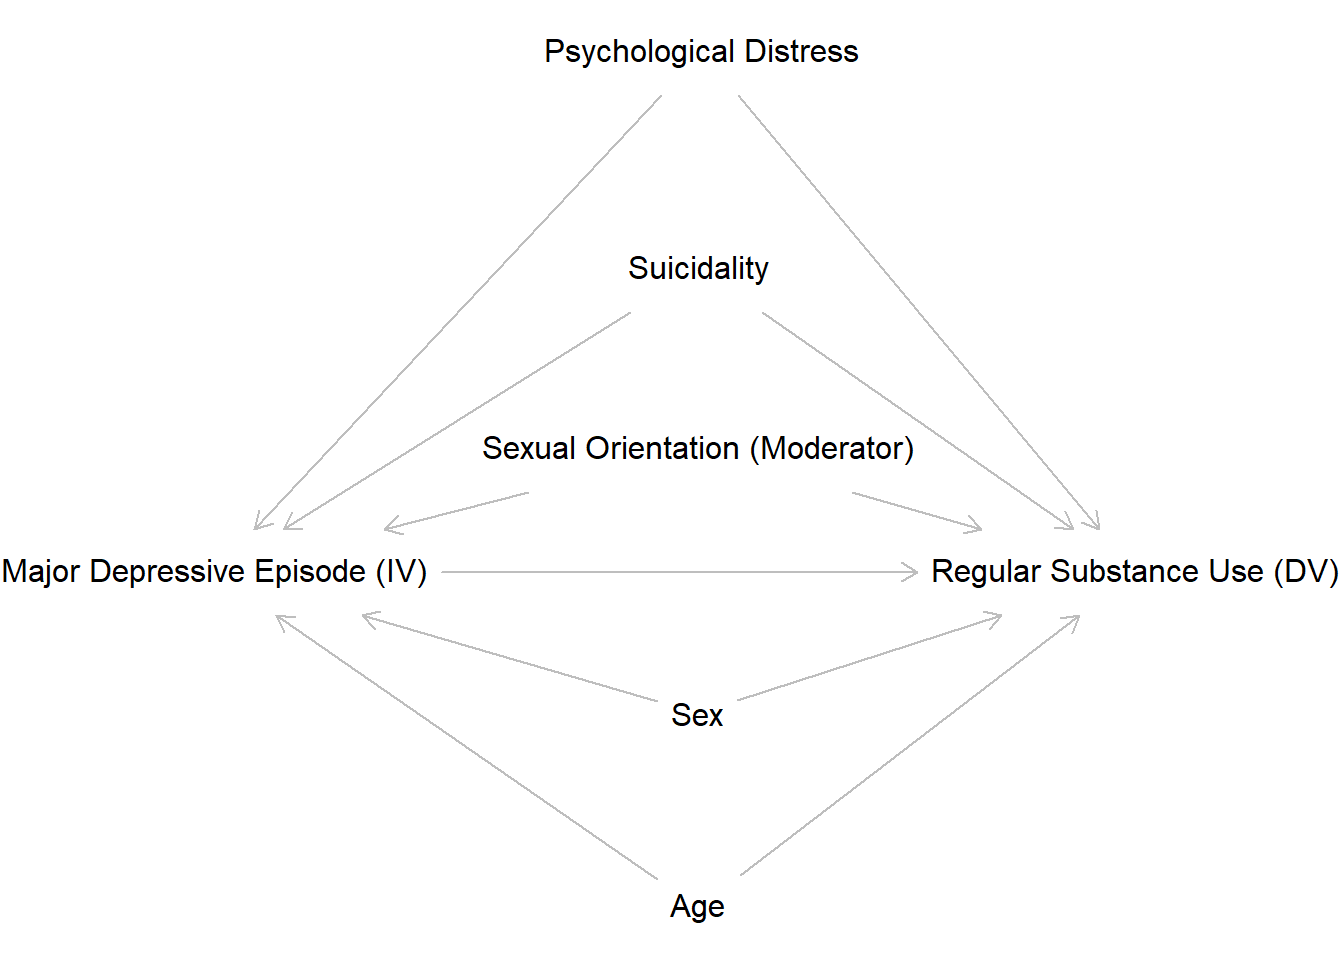 Psychological Distress
Suicidality
Sexual Orientation (Moderator)
Major Depressive Episode (IV)
Regular Substance Use (DV)
Sex
Age